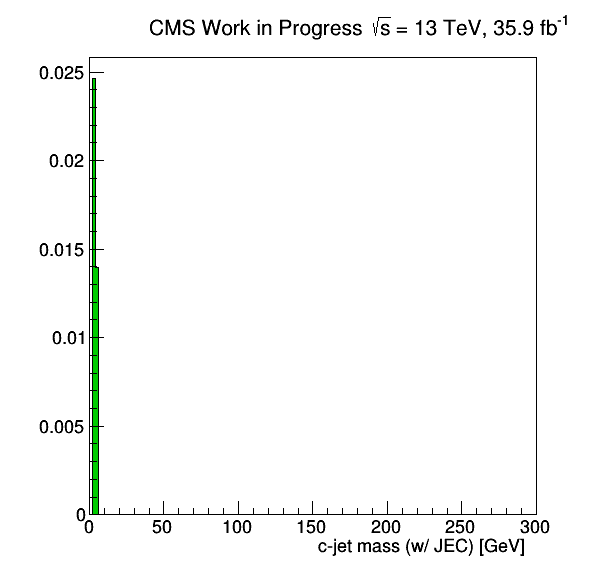 CMS Work in Progress √s = 13 TeV, 35.9 fb⁻¹
0.025
0.02
0.015
0.01
0.005
0
0 50 100 150 200 250 300
c-jet mass (w/ JEC) [GeV]